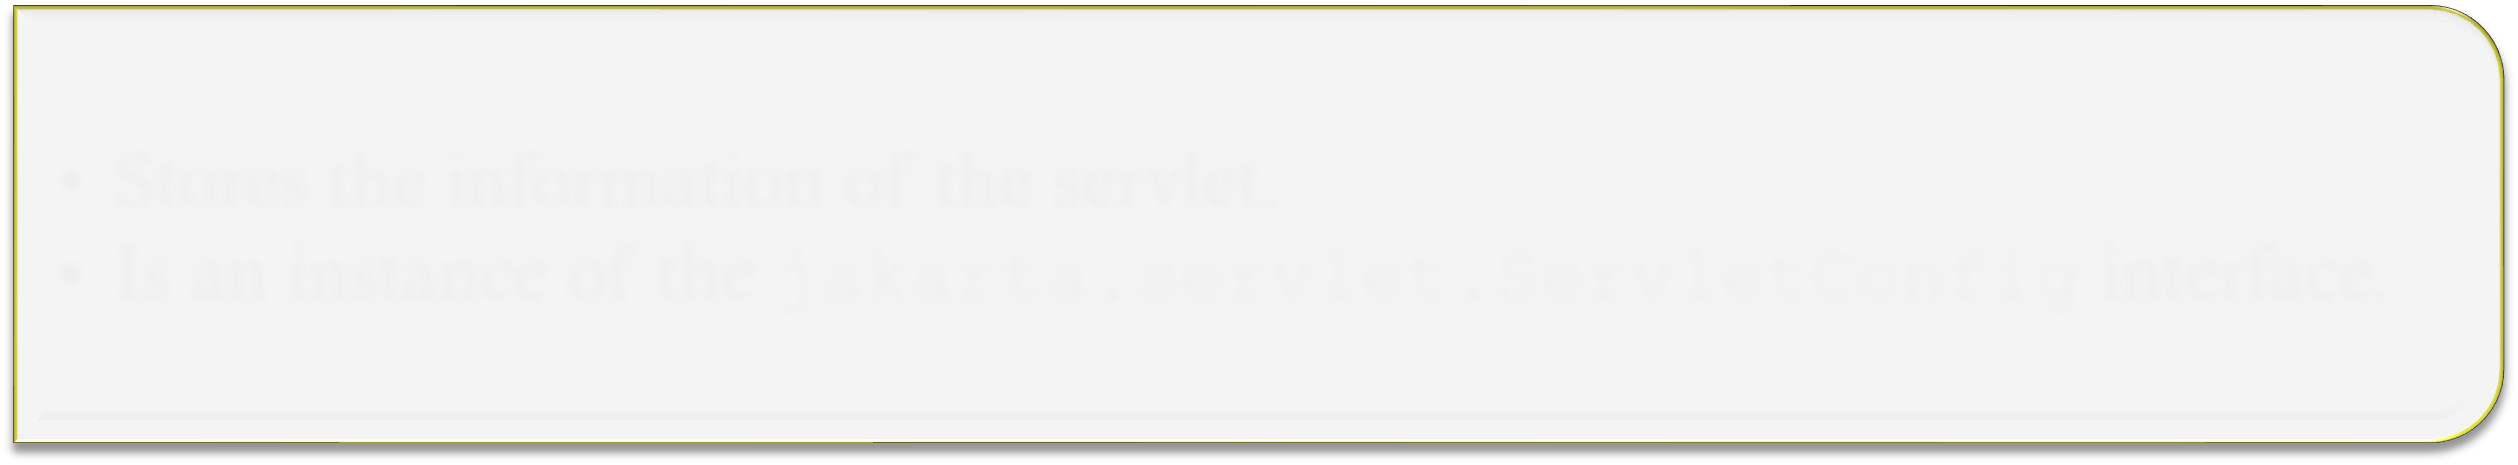 • Stores the information of the servlet.
• Is an instance of the jakarta.servlet.ServletConfig interface.